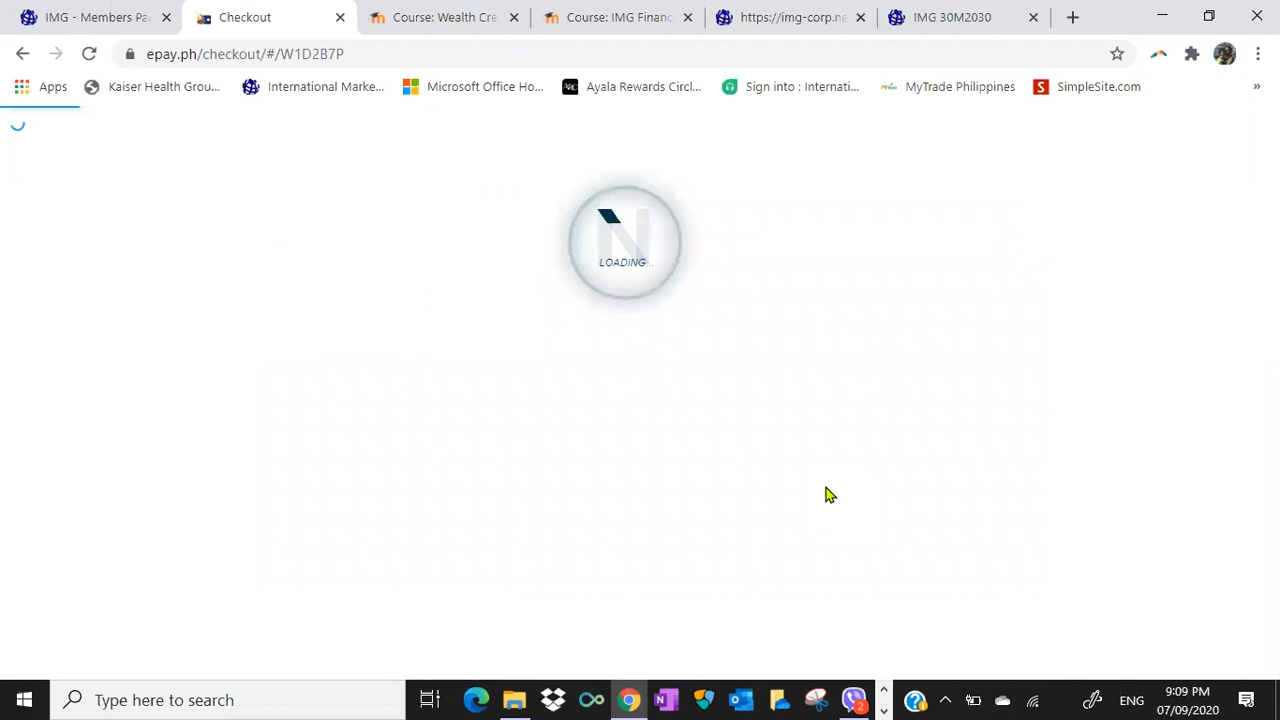 IMG - Members Pa
Checkout
Course: Wealth Cre
Course: IMG Financ
https://img-corp.ne
IMG 30M2030
epay.ph/checkout/#/W1D2B7P
Apps
Kaiser Health Grou...
International Marke...
Microsoft Office Ho...
Ayala Rewards Circl...
Sign into : Internati...
MyTrade Philippines
SimpleSite.com
»
N
LOADING...
Type here to search
2
ENG
9:09 PM
07/09/2020